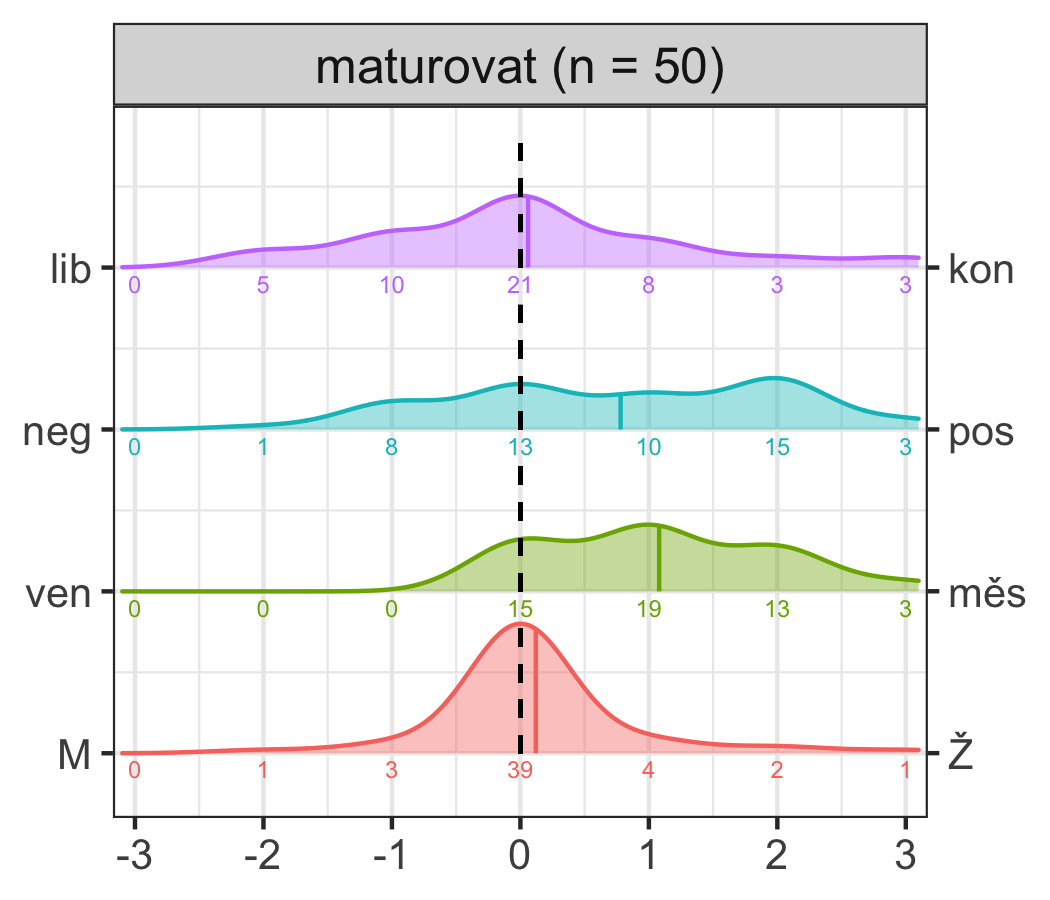 maturovat (n = 50)
lib kon
0 5 10 21 8 3 3
neg pos
0 1 8 13 10 15 3
ven měs
0 0 0 15 19 13 3
M Ž
0 1 3 39 4 2 1
-3 -2 -1 0 1 2 3